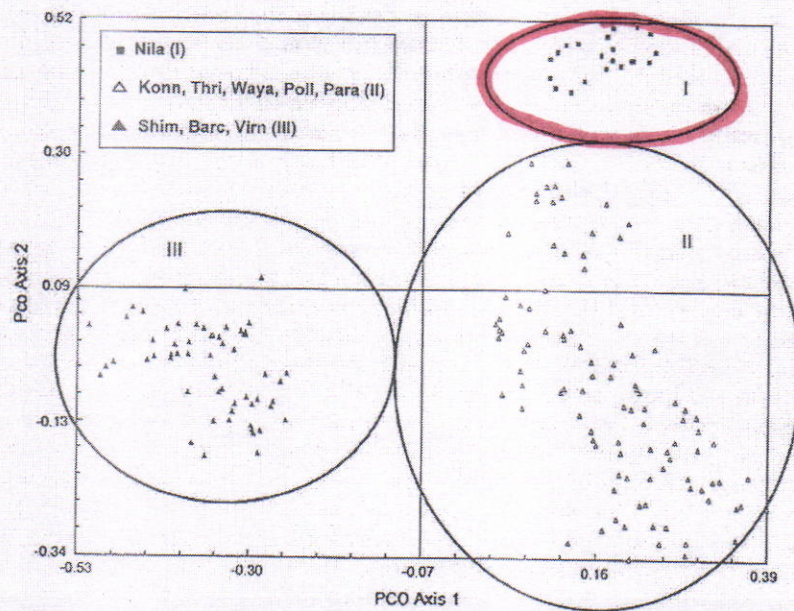 0.52
Nila (I)
Konn, Thri, Waya, Poll, Para (II)
Shim, Barc, Virn (III)
I
0.30
III
II
Pco Axis 2
0.09
-0.13
-0.34
-0.53
-0.30
-0.07
0.16
0.39
PCO Axis 1